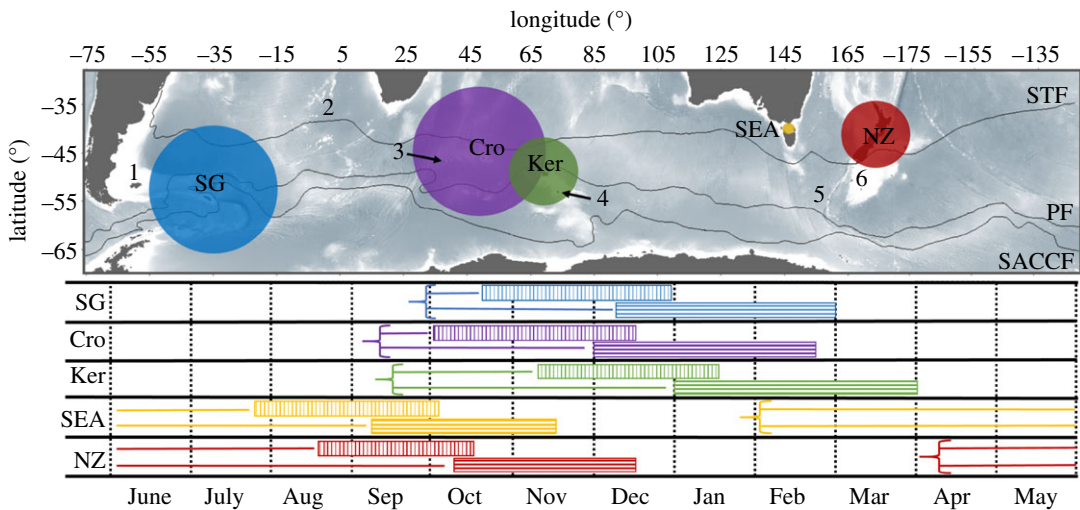 longitude (°)
−75 −55 −35 −15 5 25 45 65 85 105 125 145 165 −175 −155 −135
latitude (°)
−35
−45
−55
−65
1
2
3
4
5
6
SG
Cro
Ker
SEA
NZ
STF
PF
SACCF
SG
Cro
Ker
SEA
NZ
June July Aug Sep Oct Nov Dec Jan Feb Mar Apr May